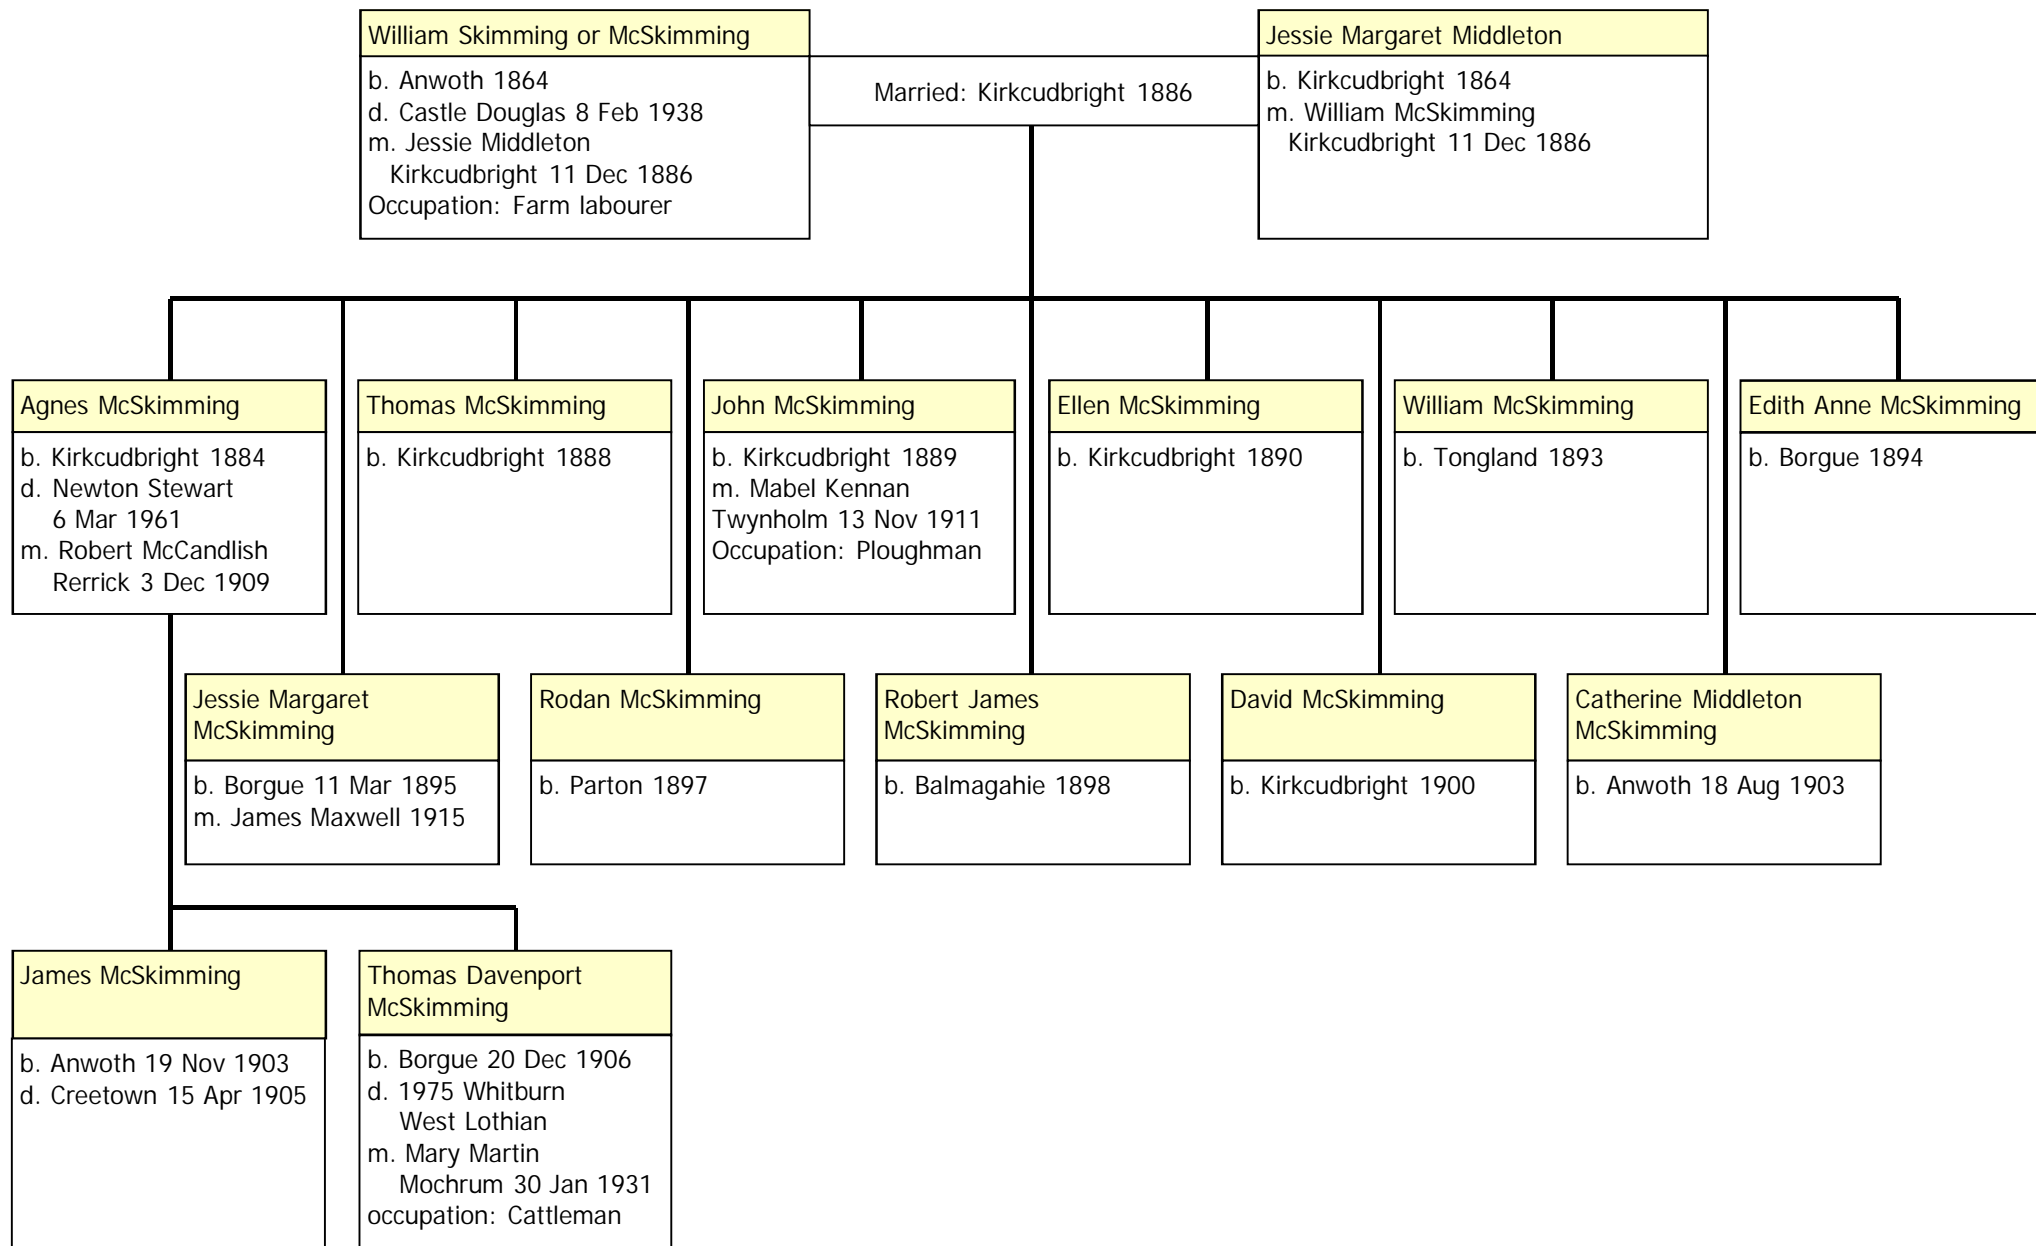 William Skimming or McSkimming
b. Anwoth 1864
d. Castle Douglas 8 Feb 1938
m. Jessie Middleton
Kirkcudbright 11 Dec 1886
Occupation: Farm labourer
Married: Kirkcudbright 1886
Jessie Margaret Middleton
b. Kirkcudbright 1864
m. William McSkimming
Kirkcudbright 11 Dec 1886
Agnes McSkimming
b. Kirkcudbright 1884
d. Newton Stewart
6 Mar 1961
m. Robert McCandlish
Rerrick 3 Dec 1909
Thomas McSkimming
b. Kirkcudbright 1888
John McSkimming
b. Kirkcudbright 1889
m. Mabel Kennan
Twynholm 13 Nov 1911
Occupation: Ploughman
Ellen McSkimming
b. Kirkcudbright 1890
William McSkimming
b. Tongland 1893
Edith Anne McSkimming
b. Borgue 1894
Jessie Margaret
McSkimming
b. Borgue 11 Mar 1895
m. James Maxwell 1915
Rodan McSkimming
b. Parton 1897
Robert James
McSkimming
b. Balmagahie 1898
David McSkimming
b. Kirkcudbright 1900
Catherine Middleton
McSkimming
b. Anwoth 18 Aug 1903
James McSkimming
b. Anwoth 19 Nov 1903
d. Creetown 15 Apr 1905
Thomas Davenport
McSkimming
b. Borgue 20 Dec 1906
d. 1975 Whitburn
West Lothian
m. Mary Martin
Mochrum 30 Jan 1931
occupation: Cattleman